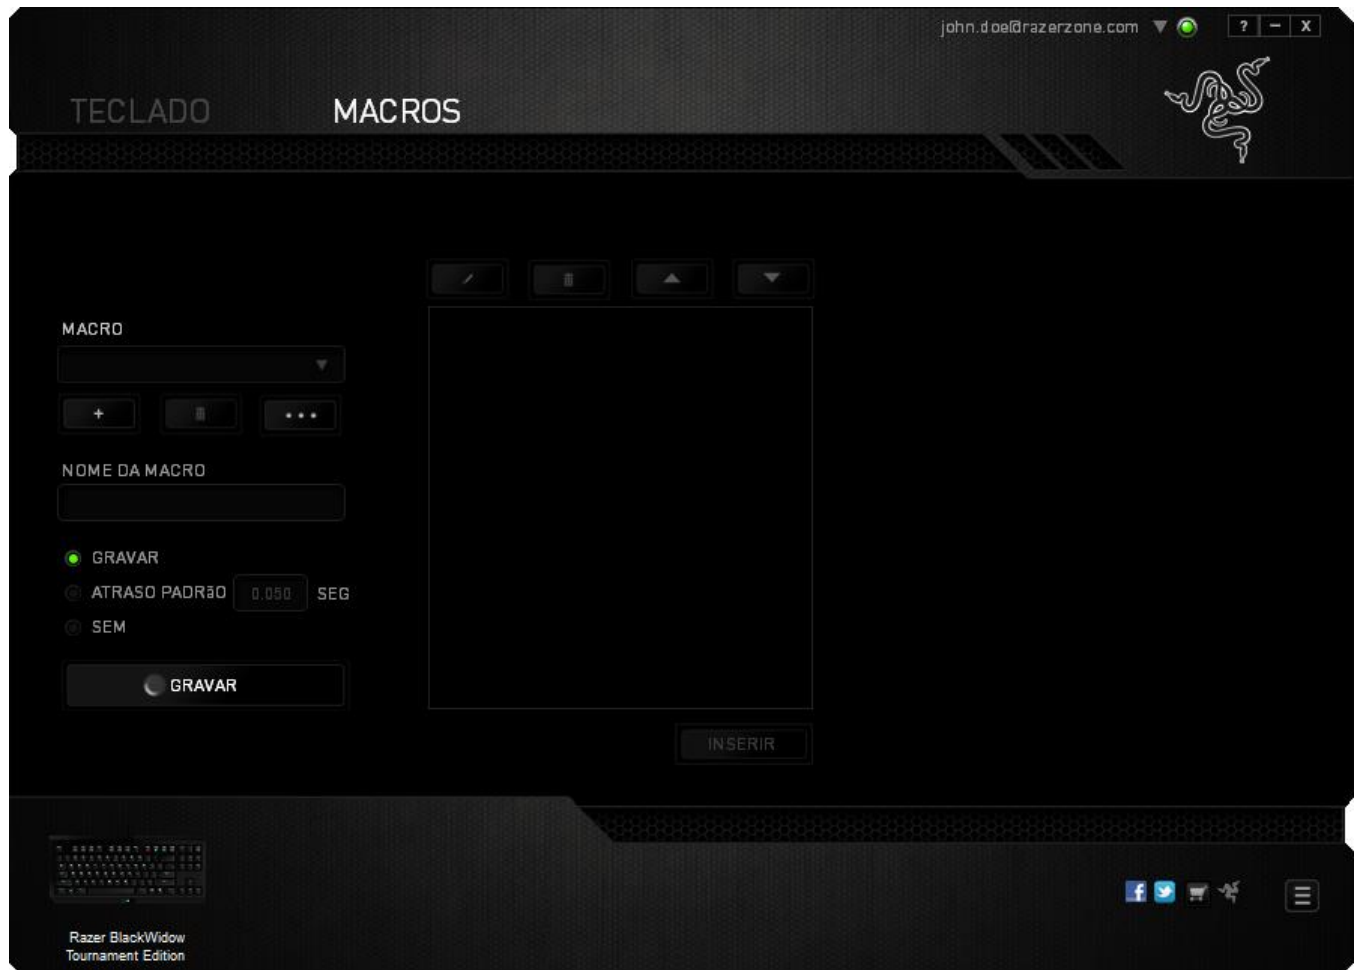 john.doe@razerzone.com
? - X
TECLADO MACROS
MACRO
+ ...
NOME DA MACRO
GRAVAR
ATRASO PADRãO 0.050 SEG
SEM
GRAVAR
INSERIR
Razer BlackWidow
Tournament Edition